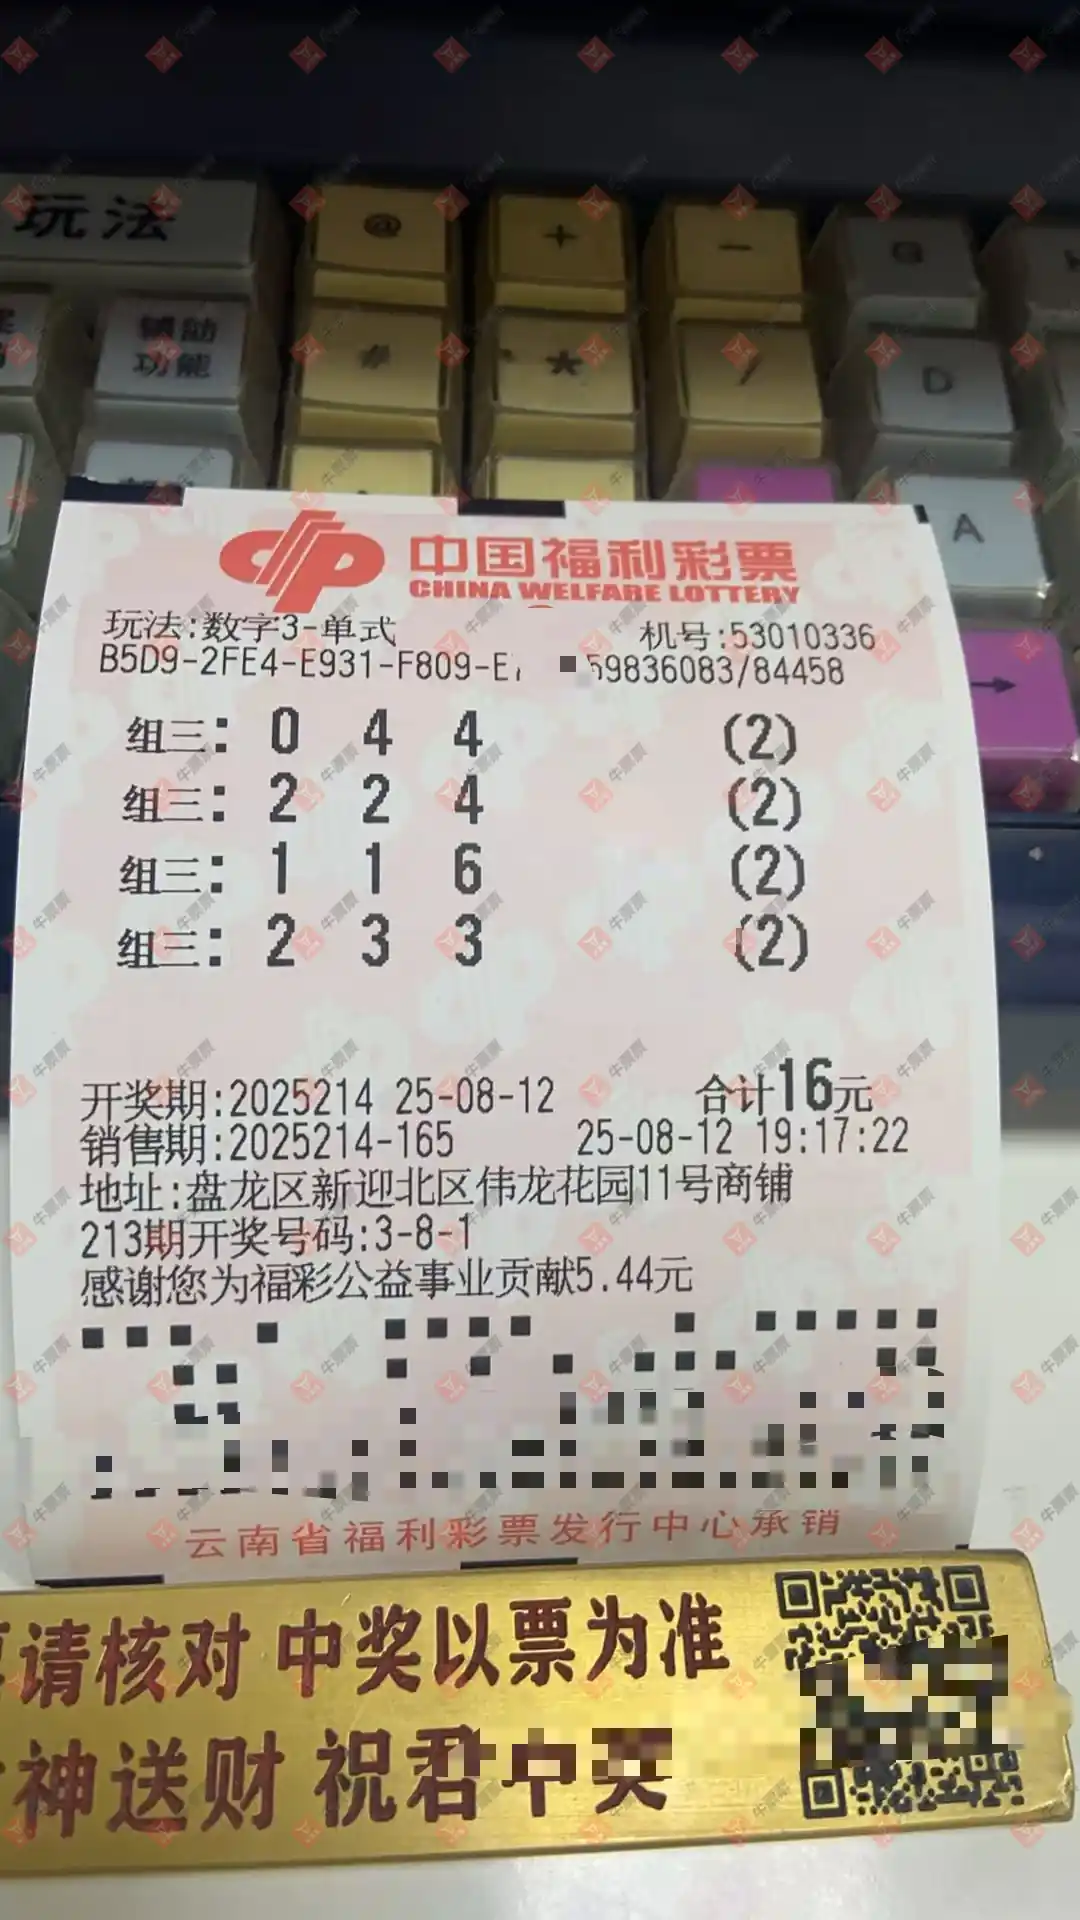 玩法
@ + −
辅助
功能
# * / D
A
→
中国福利彩票
CHINA WELFARE LOTTERY
玩法:数字3-单式 机号:53010336
B5D9-2FE4-E931-F809-E 59836083/84458
组三: 0 4 4 (2)
组三: 2 2 4 (2)
组三: 1 1 6 (2)
组三: 2 3 3 (2)
开奖期:2025214 25-08-12 合计16元
销售期:2025214-165 25-08-12 19:17:22
地址:盘龙区新迎北区伟龙花园11号商铺
213期开奖号码:3-8-1
感谢您为福彩公益事业贡献5.44元
云南省福利彩票发行中心承销
请核对 中奖以票为准
神送财 祝君中奖
牛票票